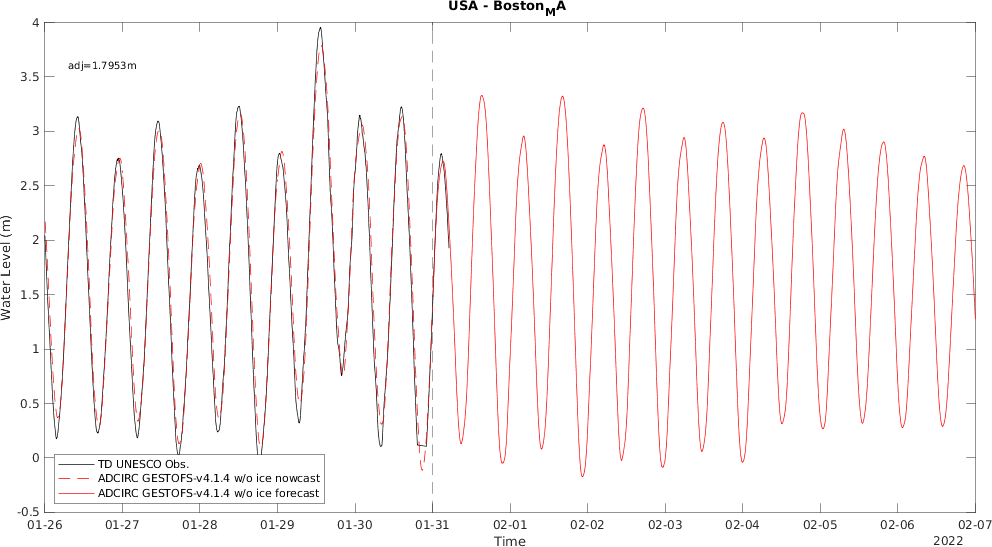 USA - Boston_MA
adj=1.7953m
Water Level (m)
4
3.5
3
2.5
2
1.5
1
0.5
0
-0.5
TD UNESCO Obs.
ADCIRC GESTOFS-v4.1.4 w/o ice nowcast
ADCIRC GESTOFS-v4.1.4 w/o ice forecast
01-26 01-27 01-28 01-29 01-30 01-31 02-01 02-02 02-03 02-04 02-05 02-06 02-07
Time
2022